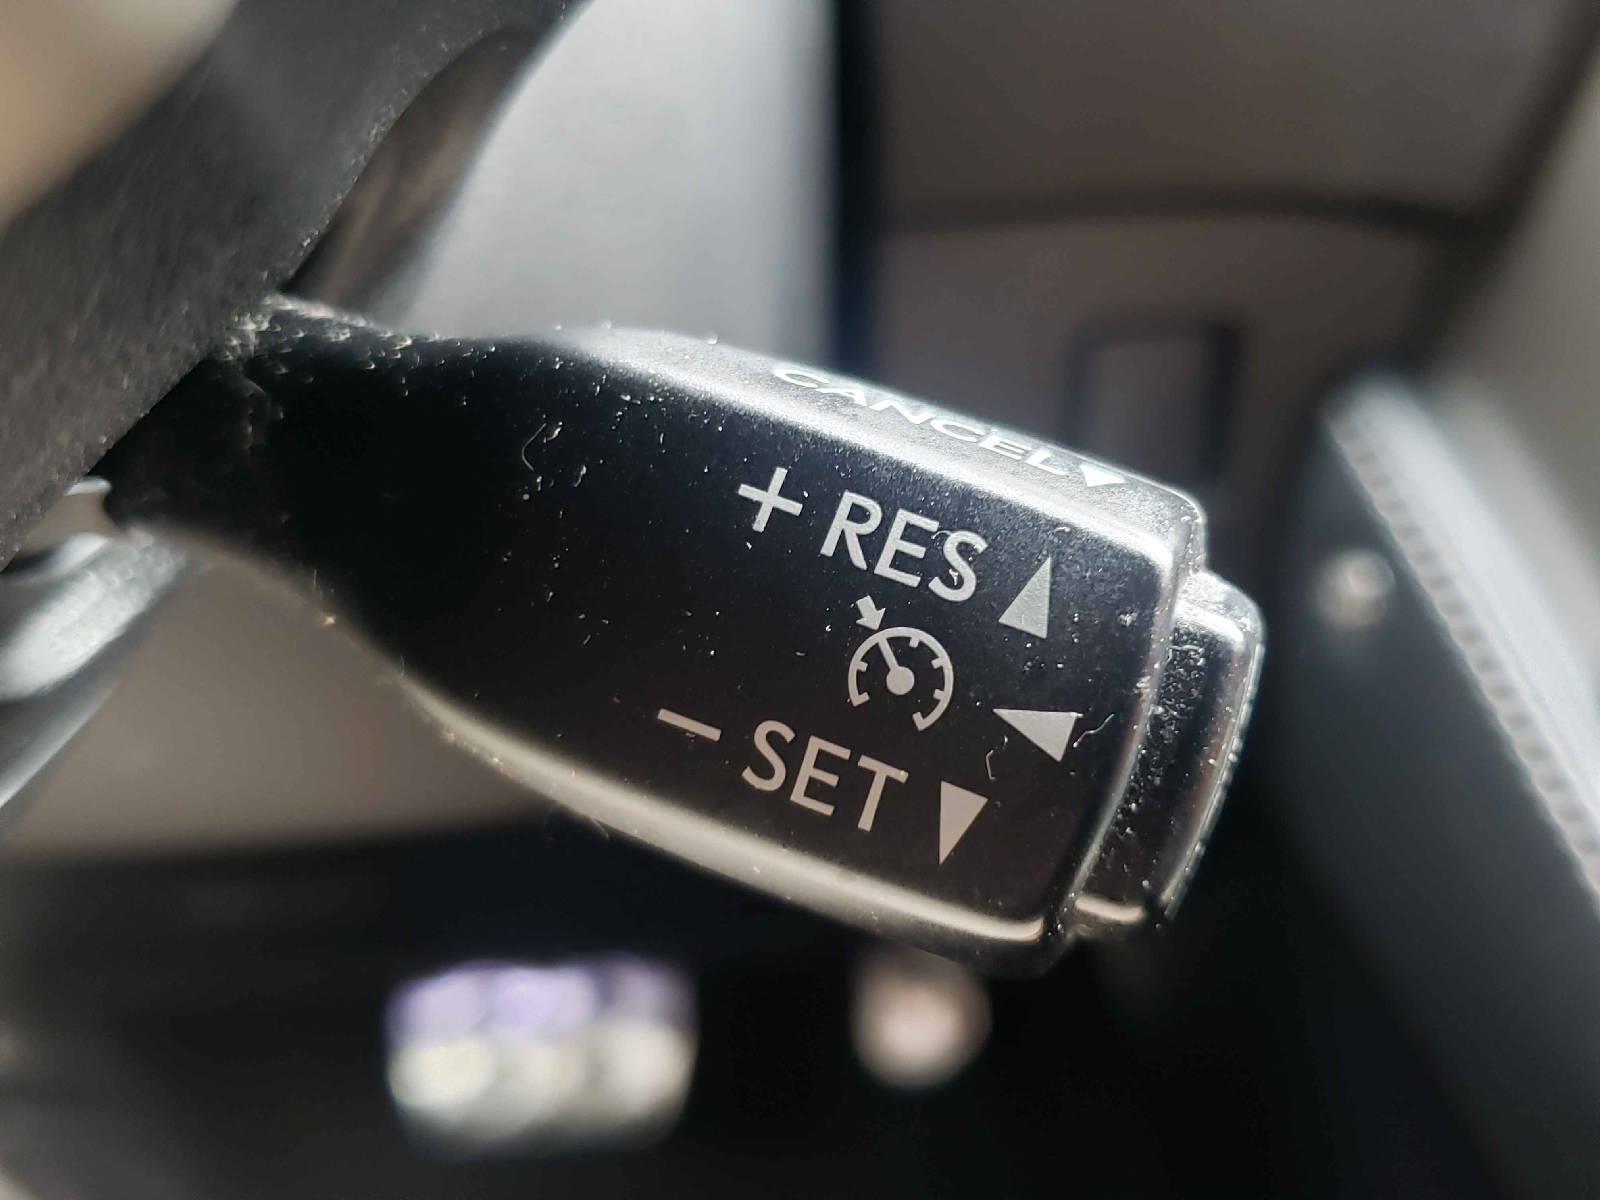 CANCEL
+ RES
− SET